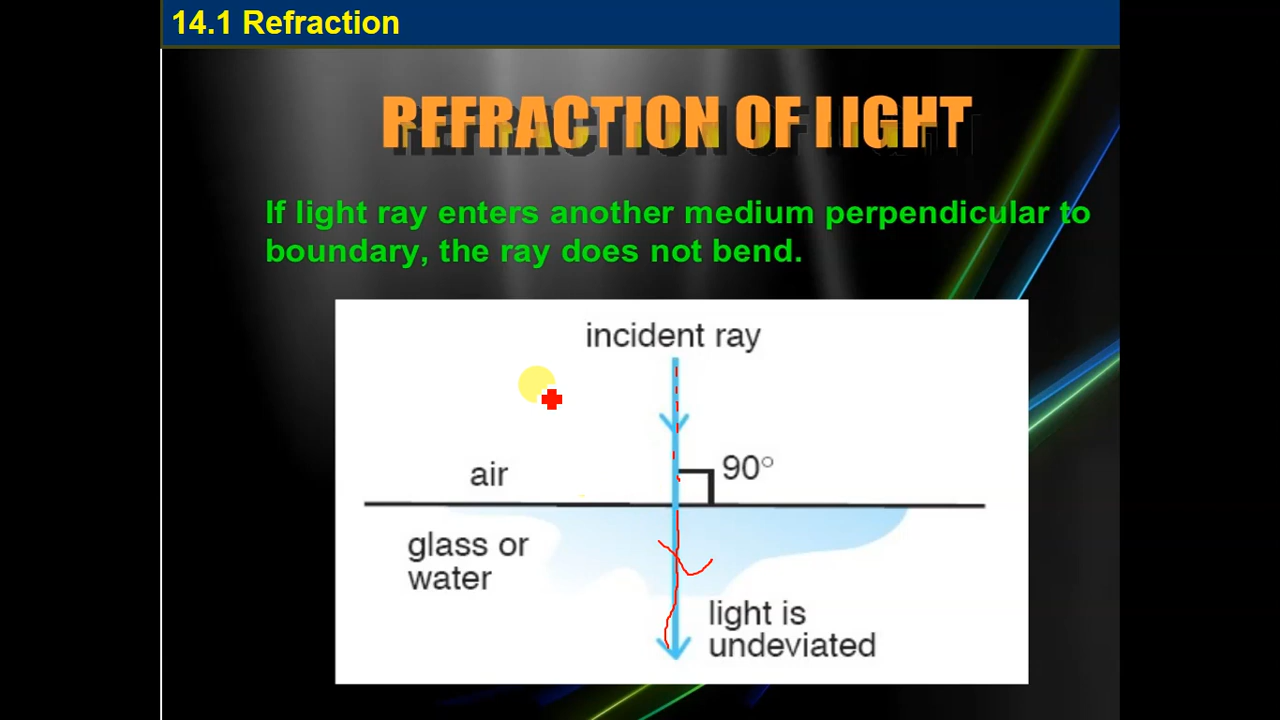 14.1 Refraction
REFRACTION OF LIGHT
If light ray enters another medium perpendicular to
boundary, the ray does not bend.
incident ray
air
90°
glass or
water
light is
undeviated